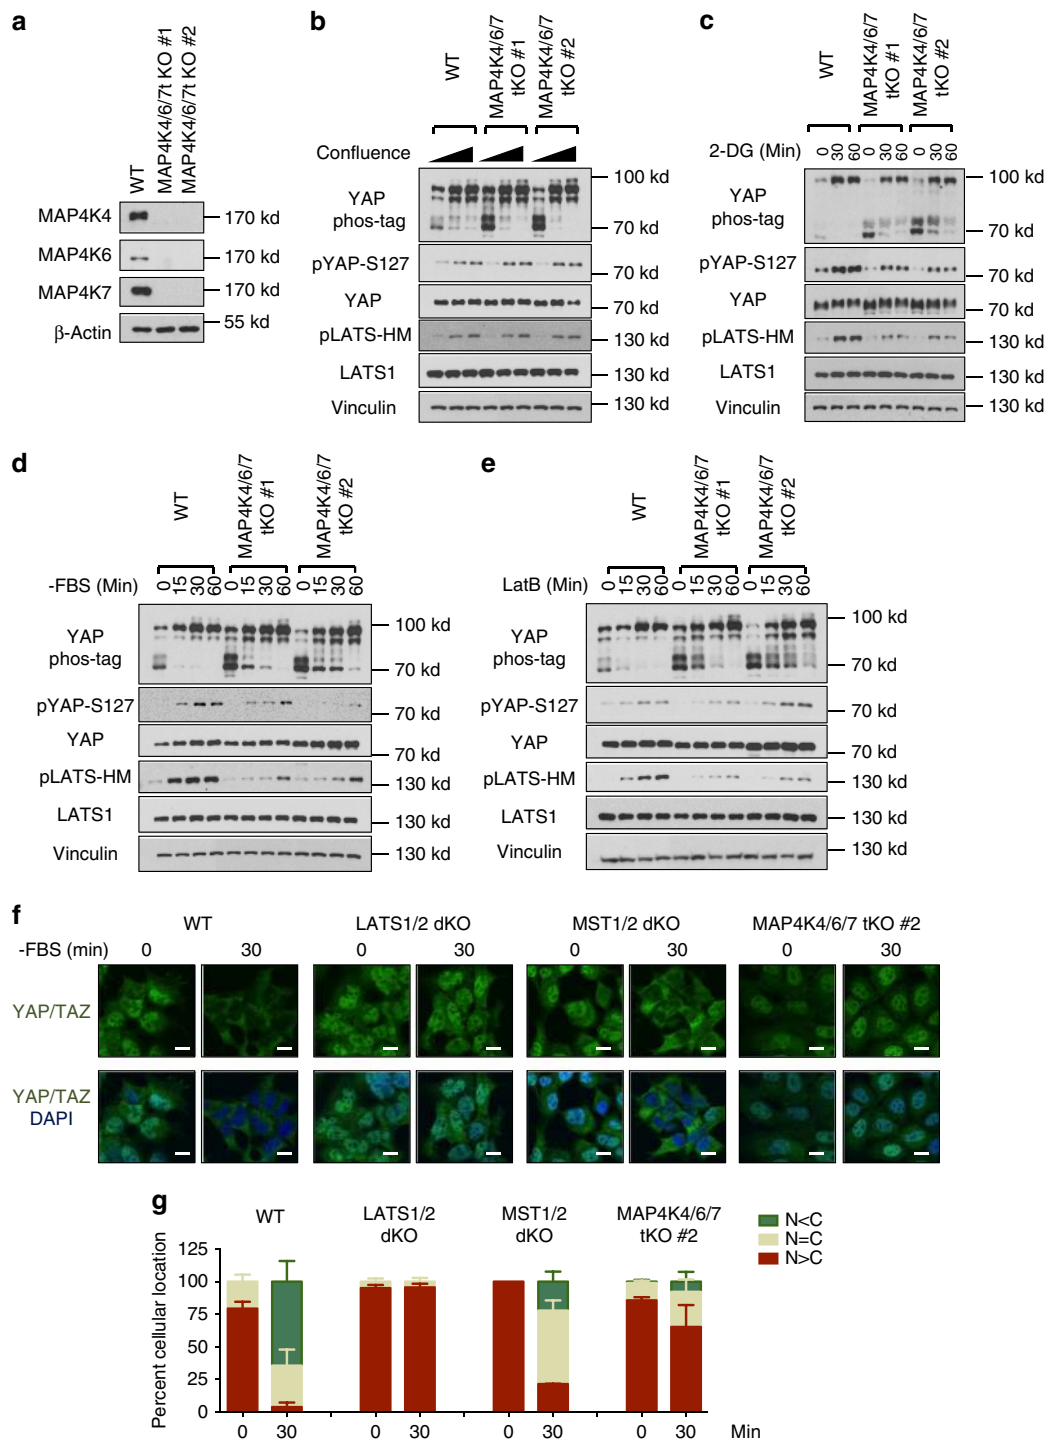 a
WT
MAP4K4/6/7t KO #1
MAP4K4/6/7t KO #2
MAP4K4
170 kd
MAP4K6
170 kd
MAP4K7
170 kd
β-Actin
55 kd
b
WT
MAP4K4/6/7
tKO #1
MAP4K4/6/7
tKO #2
Confluence
YAP
phos-tag
100 kd
70 kd
pYAP-S127
70 kd
YAP
70 kd
pLATS-HM
130 kd
LATS1
130 kd
Vinculin
130 kd
c
WT
MAP4K4/6/7
tKO #1
MAP4K4/6/7
tKO #2
2-DG (Min)
0 30 60 0 30 60 0 30 60
YAP
phos-tag
100 kd
70 kd
pYAP-S127
70 kd
YAP
70 kd
pLATS-HM
130 kd
LATS1
130 kd
Vinculin
130 kd
d
WT
MAP4K4/6/7
tKO #1
MAP4K4/6/7
tKO #2
-FBS (Min)
0 15 30 60 0 15 30 60 0 15 30 60
YAP
phos-tag
100 kd
70 kd
pYAP-S127
70 kd
YAP
70 kd
pLATS-HM
130 kd
LATS1
130 kd
Vinculin
130 kd
e
WT
MAP4K4/6/7
tKO #1
MAP4K4/6/7
tKO #2
LatB (Min)
0 15 30 60 0 15 30 60 0 15 30 60
YAP
phos-tag
100 kd
70 kd
pYAP-S127
70 kd
YAP
70 kd
pLATS-HM
130 kd
LATS1
130 kd
Vinculin
130 kd
f
WT LATS1/2 dKO MST1/2 dKO MAP4K4/6/7 tKO #2
-FBS (min) 0 30 0 30 0 30 0 30
YAP/TAZ
YAP/TAZ
DAPI
g
WT
LATS1/2
dKO
MST1/2
dKO
MAP4K4/6/7
tKO #2
N<C
N=C
N>C
Percent cellular location
125
100
75
50
25
0
0 30 0 30 0 30 0 30 Min